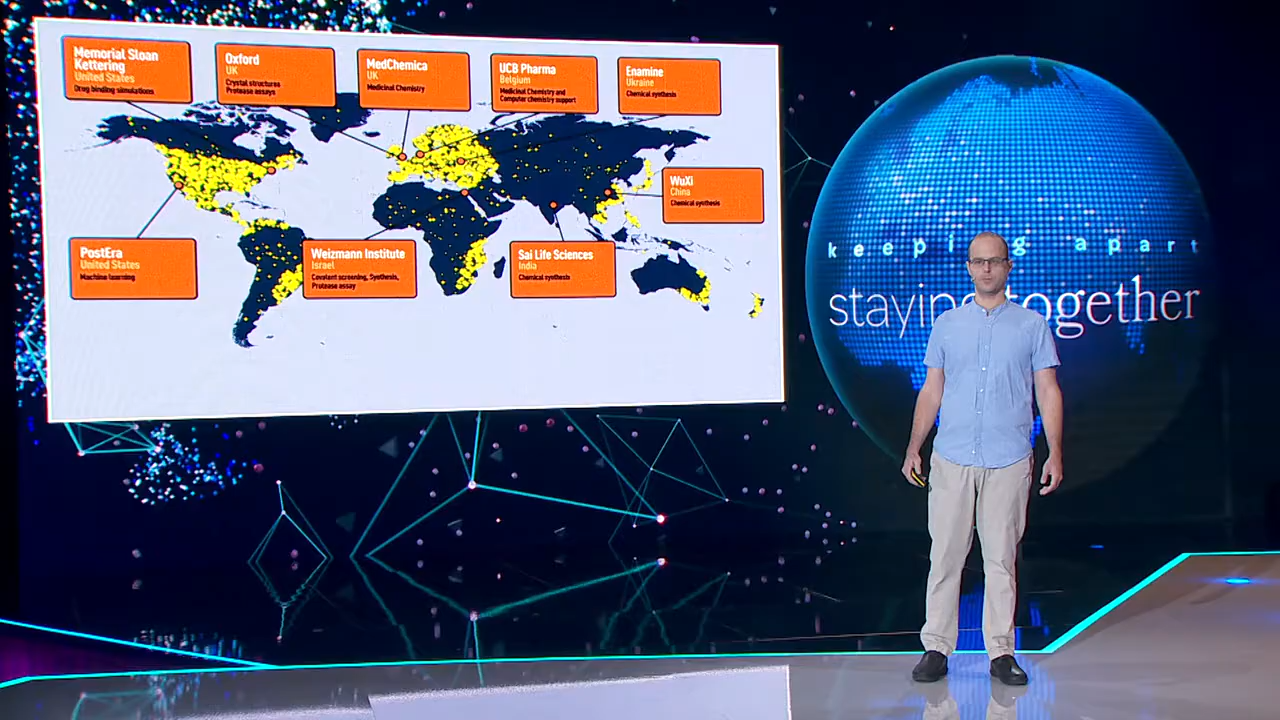 Memorial Sloan
Kettering
United States
Drug binding simulations
Oxford
UK
Crystal structures
Protease assays
MedChemica
UK
Medicinal Chemistry
UCB Pharma
Belgium
Medicinal Chemistry and
Computer chemistry support
Enamine
Ukraine
Chemical synthesis
WuXi
China
Chemical synthesis
PostEra
United States
Machine learning
Weizmann Institute
Israel
Covalent screening, Synthesis,
Protease assay
Sai Life Sciences
India
Chemical synthesis
keeping apart
staying together